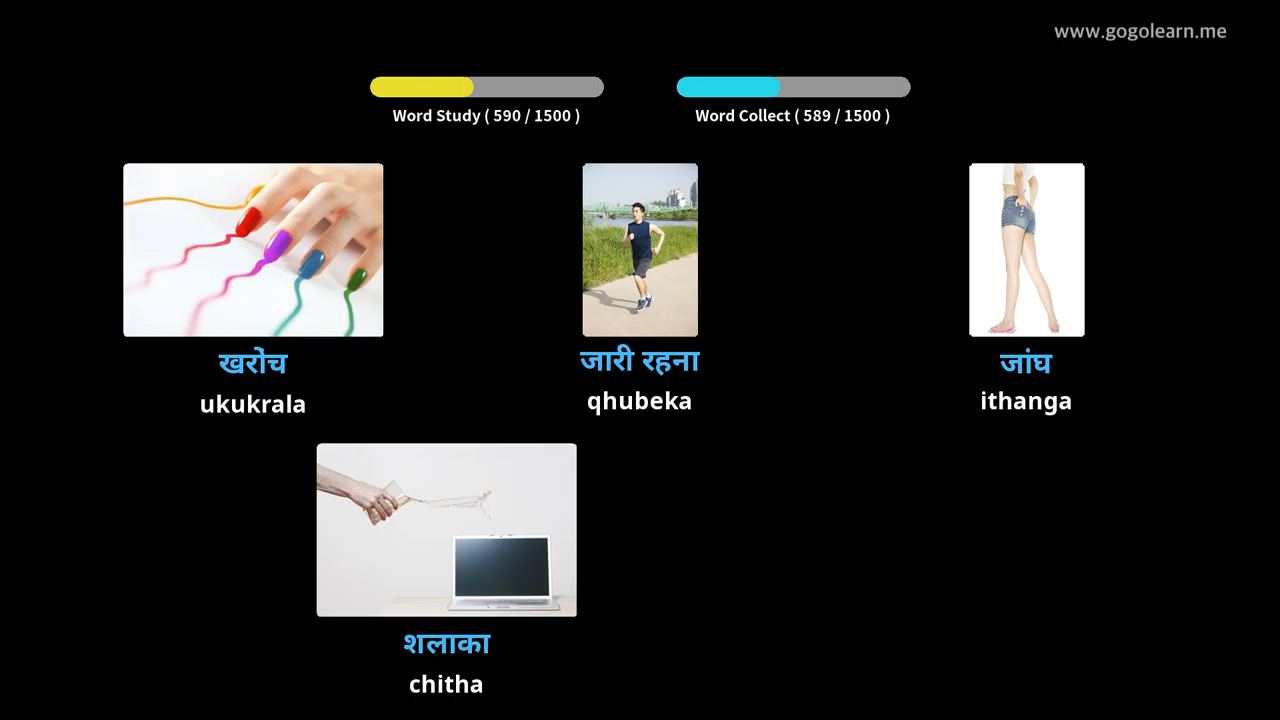 www.gogolearn.me
Word Study ( 590 / 1500 )
Word Collect ( 589 / 1500 )
खरोंच
ukukrala
जारी रहना
qhubeka
जांघ
ithanga
शलाका
chitha